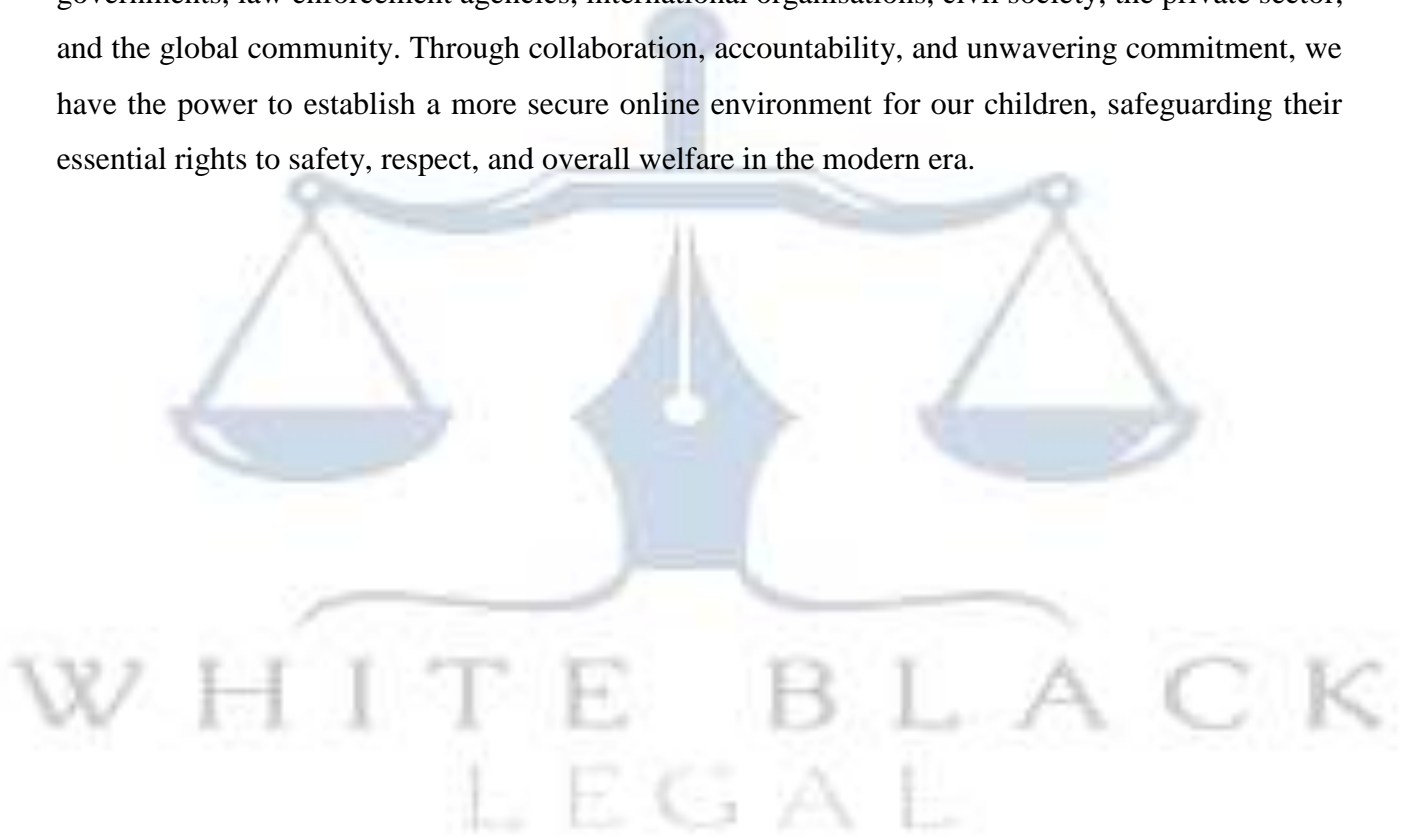 governments, law enforcement agencies, international organisations, civil society, the private sector,
and the global community. Through collaboration, accountability, and unwavering commitment, we
have the power to establish a more secure online environment for our children, safeguarding their
essential rights to safety, respect, and overall welfare in the modern era.
WHITE BLACK
LEGAL